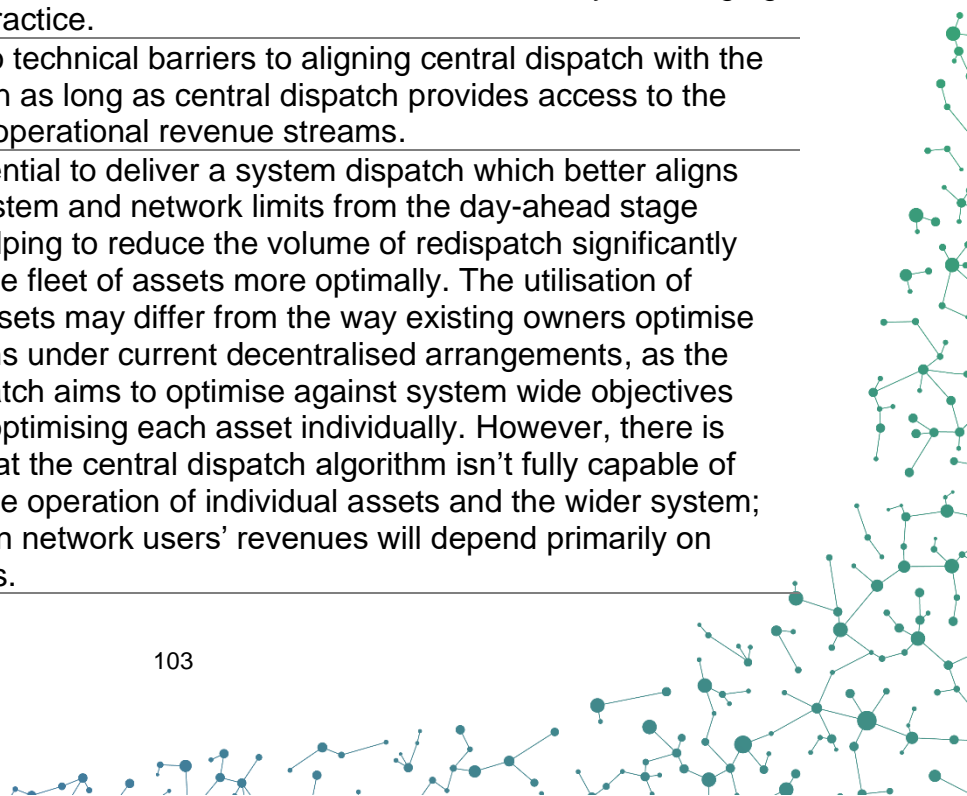 ractice.
technical barriers to aligning central dispatch with the
as long as central dispatch provides access to the
operational revenue streams.
ential to deliver a system dispatch which better aligns
stem and network limits from the day-ahead stage
lping to reduce the volume of redispatch significantly
e fleet of assets more optimally. The utilisation of
sets may differ from the way existing owners optimise
s under current decentralised arrangements, as the
atch aims to optimise against system wide objectives
optimising each asset individually. However, there is
at the central dispatch algorithm isn’t fully capable of
e operation of individual assets and the wider system;
n network users’ revenues will depend primarily on
s.
103